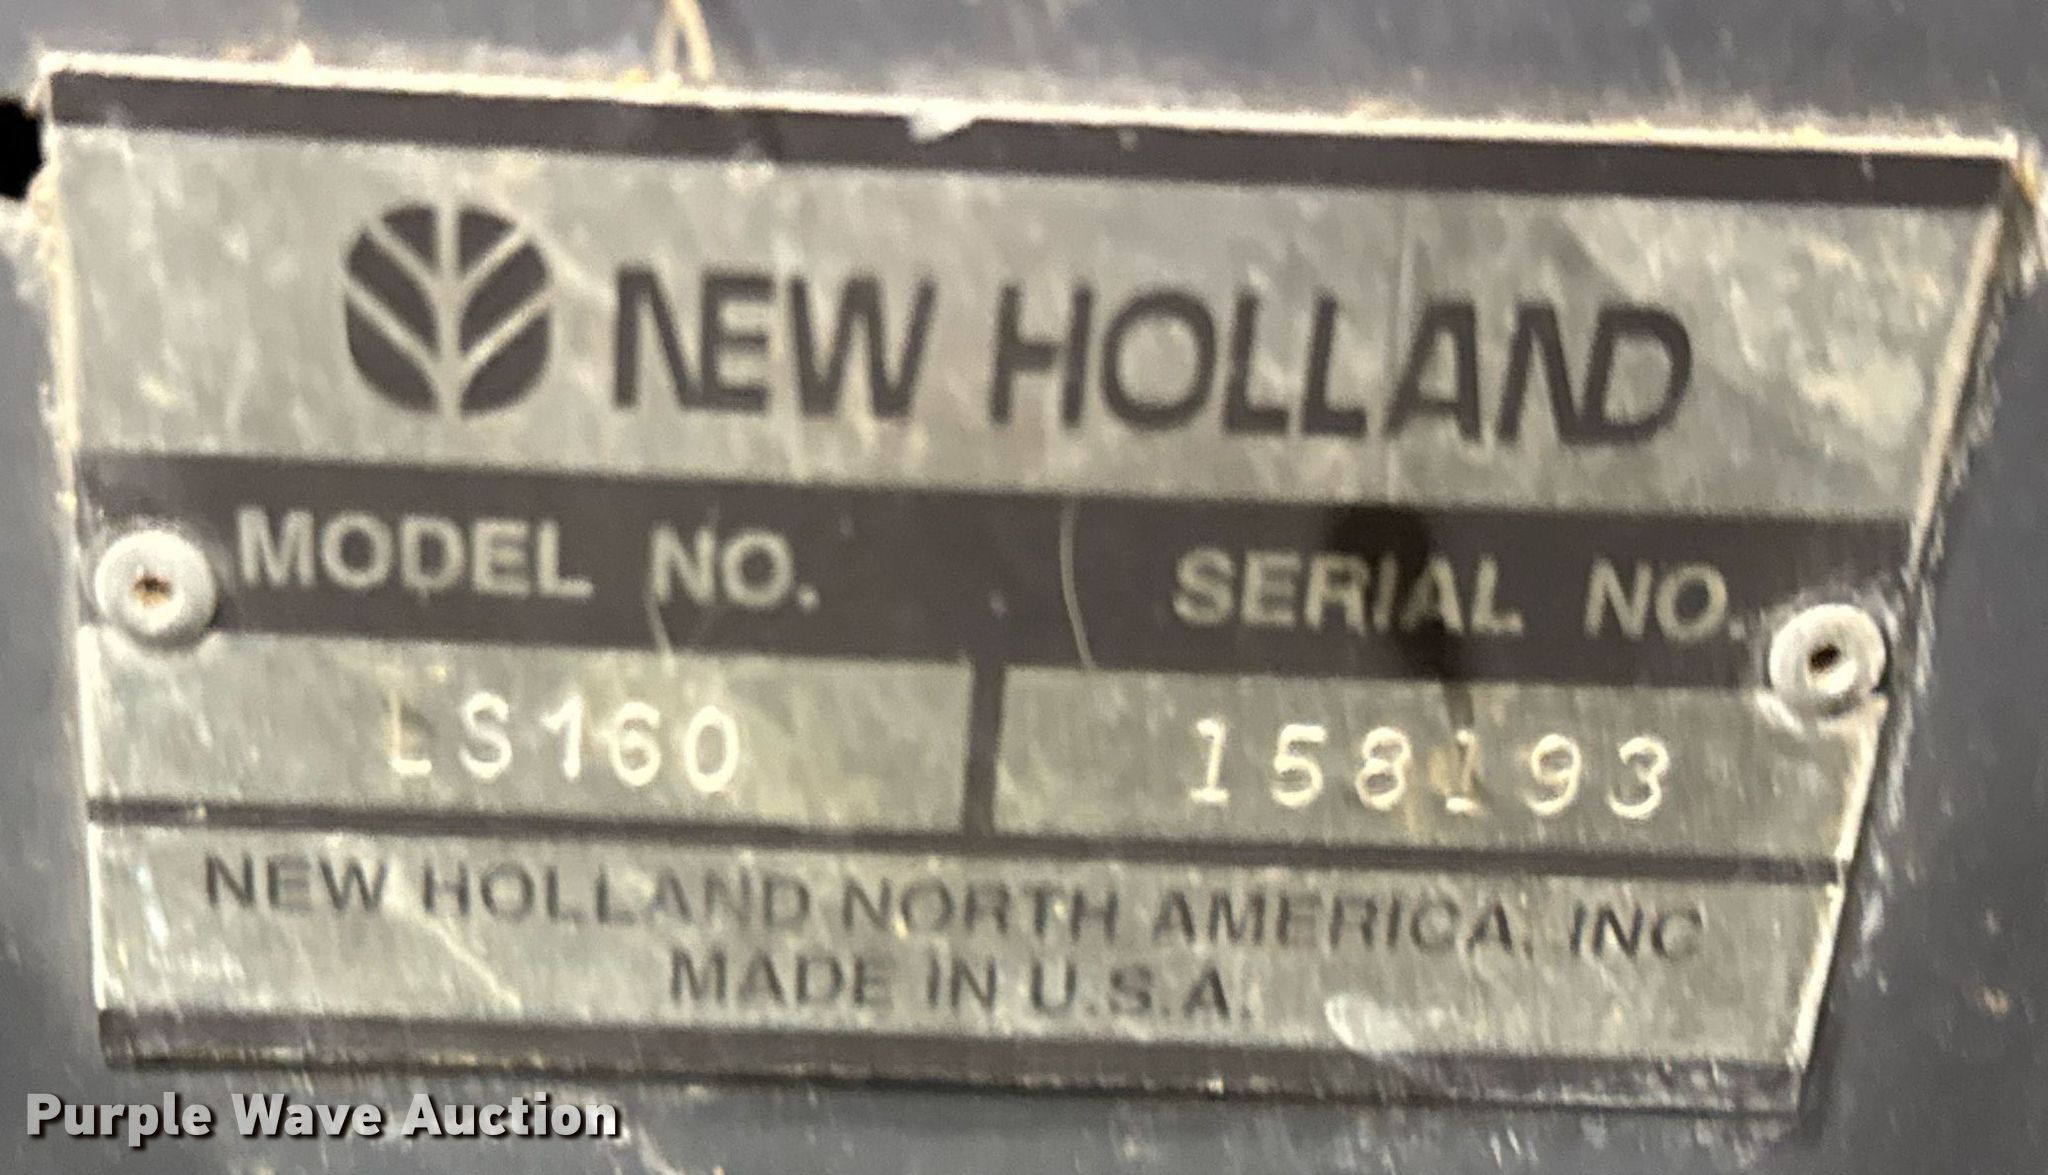 NEW HOLLAND
MODEL NO. SERIAL NO.
LS160 158193
NEW HOLLAND NORTH AMERICA, INC
MADE IN U.S.A.
Purple Wave Auction